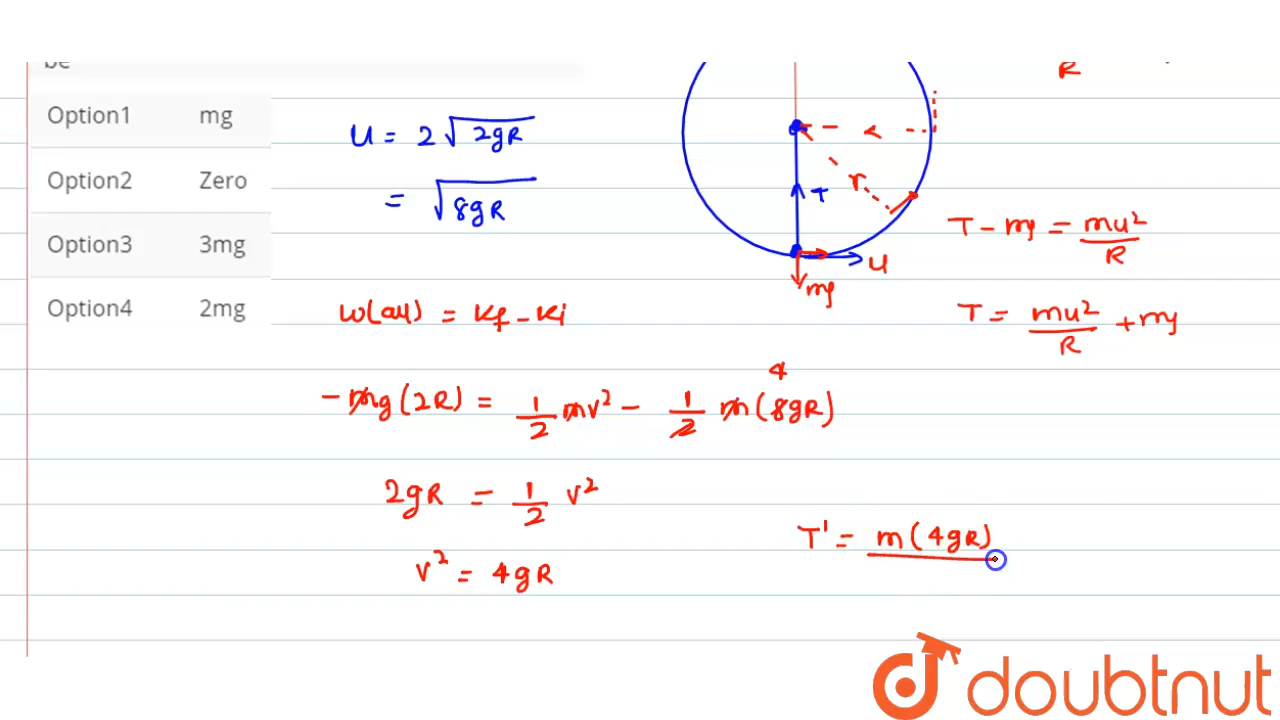 be
R
Option1 mg
U = 2√2gR
Option2 Zero
= √8gR
r
T
T - mg = mu²/R
Option3 3mg
u
mg
Option4 2mg
w(all) = Kf - Ki
T = mu²/R + mg
-mg(2R) = 1/2 mv² - 1/2 m(8gR)
4
2gR = 1/2 v²
T' = m(4gR)
v² = 4gR
doubtnut